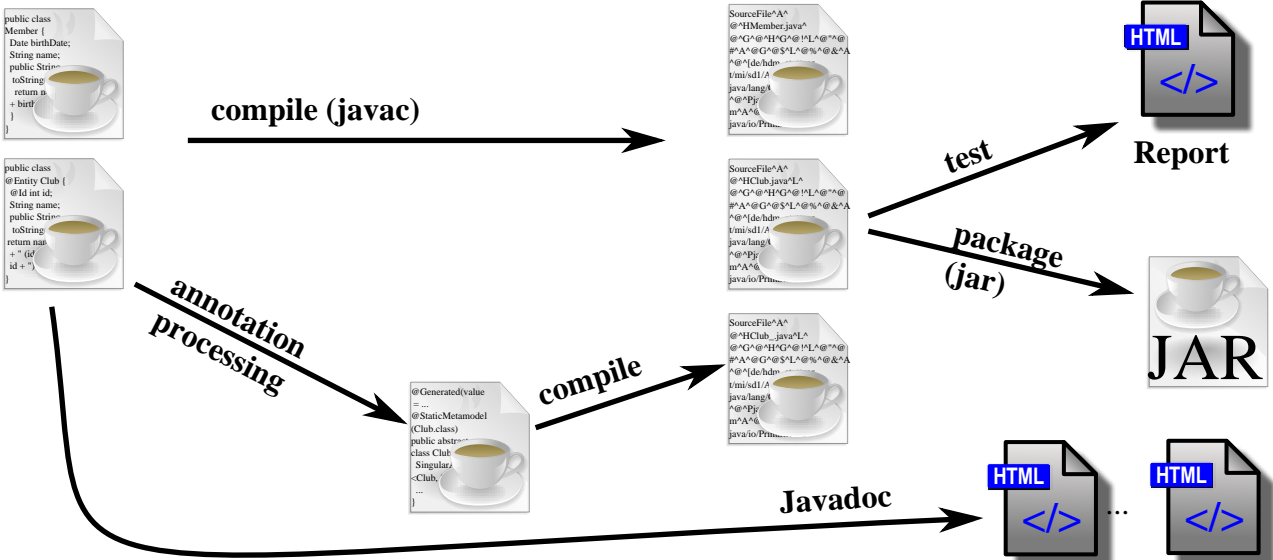 public class
Member {
Date birthDate;
String name;
public String
toString
return n
+ birth
}
}
compile (javac)
SourceFile^A^
@^HMember.java^
@^G^@^H^G^@!^L^@"^@
#^A^@G^@$^L^@%^@&^A
^@^[de/hdm
t/mi/sd1/A
java/lang/
^@^Pja
m^A^@
java/io/Prin
HTML
</>
Report
test
public class
@Entity Club {
@Id int id;
String name;
public String
toString
return nam
+ " (id
id + ")
}
SourceFile^A^
@^HClub.java^L^
@^G^@^H^G^@!^L^@"^@
#^A^@G^@$^L^@%^@&^A
^@^[de/hdm
t/mi/sd1/A
java/lang/
^@^Pja
m^A^@
java/io/Prin
package
(jar)
JAR
annotation
processing
@Generated(value
= ...
@StaticMetamodel
(Club.class)
public abstract
class Club
SingularA
<Club,
...
}
compile
SourceFile^A^
@^HClub_.java^L^
@^G^@^H^G^@!^L^@"^@
#^A^@G^@$^L^@%^@&^A
^@^[de/hdm
t/mi/sd1/A
java/lang/
^@^Pja
m^A^@
java/io/Prin
Javadoc
HTML
</>
...
HTML
</>